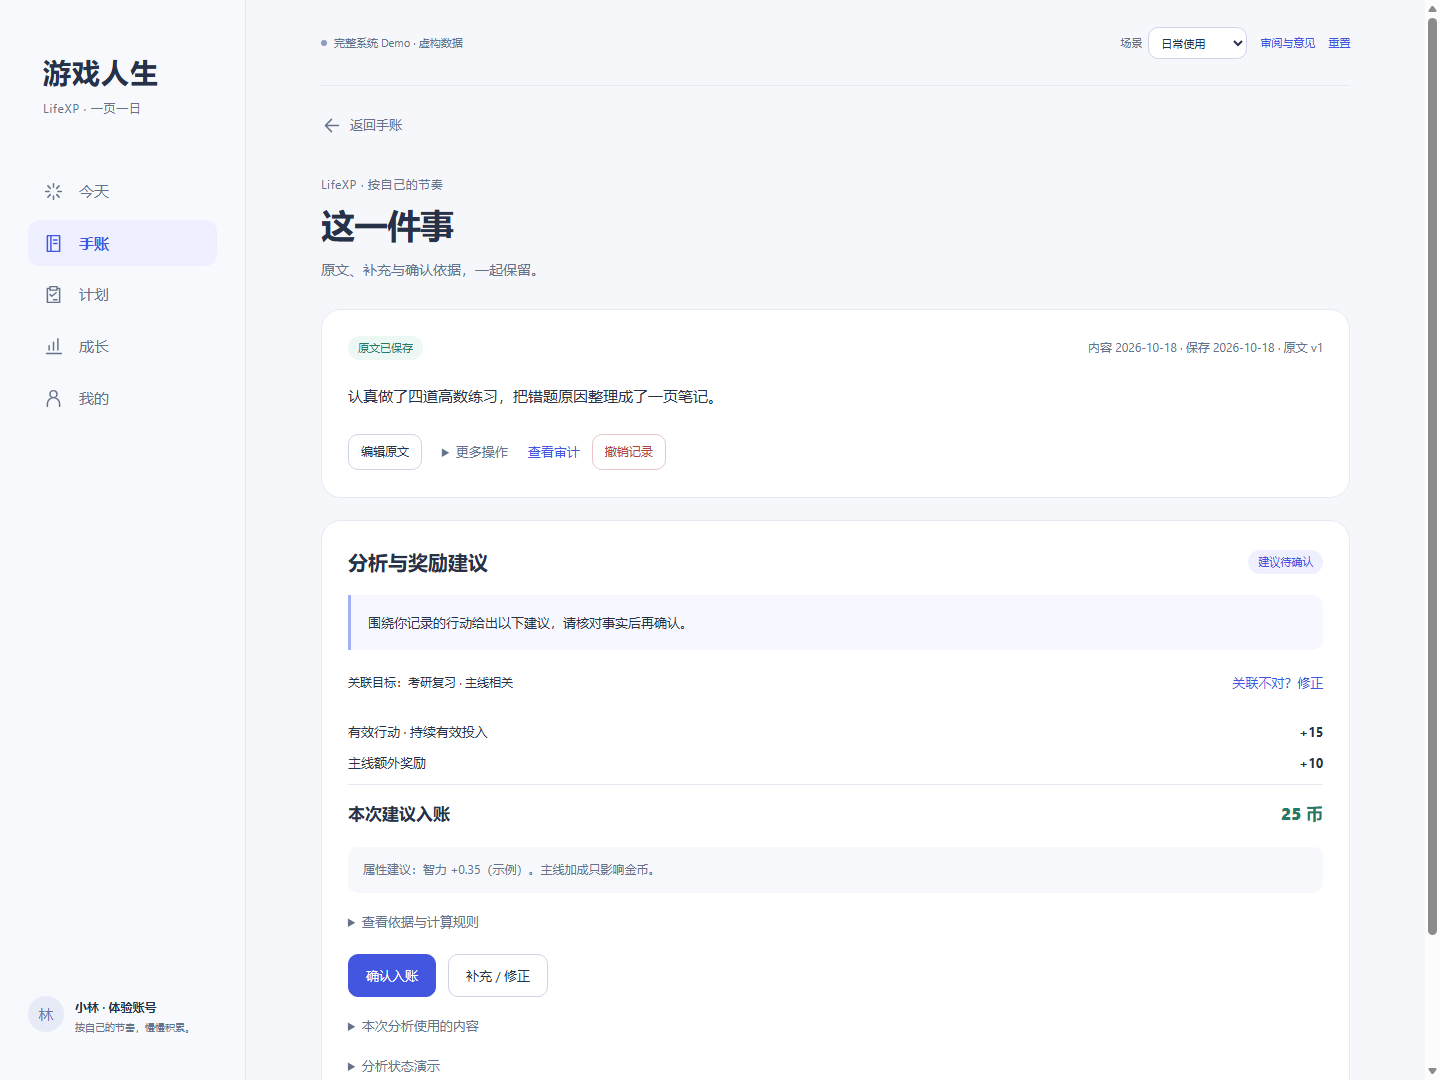 游戏人生
LifeXP · 一页一日
今天
手账
计划
成长
我的
林
小林 · 体验账号
按自己的节奏，慢慢积累。
完整系统 Demo · 虚构数据
场景 日常使用 审阅与意见 重置
返回手账
LifeXP · 按自己的节奏
这一件事
原文、补充与确认依据，一起保留。
原文已保存 内容 2026-10-18 · 保存 2026-10-18 · 原文 v1
认真做了四道高数练习，把错题原因整理成了一页笔记。
编辑原文 更多操作 查看审计 撤销记录
分析与奖励建议 建议待确认
围绕你记录的行动给出以下建议，请核对事实后再确认。
关联目标：考研复习 · 主线相关 关联不对？修正
有效行动 · 持续有效投入 +15
主线额外奖励 +10
本次建议入账 25 币
属性建议：智力 +0.35（示例）。主线加成只影响金币。
查看依据与计算规则
确认入账 补充 / 修正
本次分析使用的内容
分析状态演示